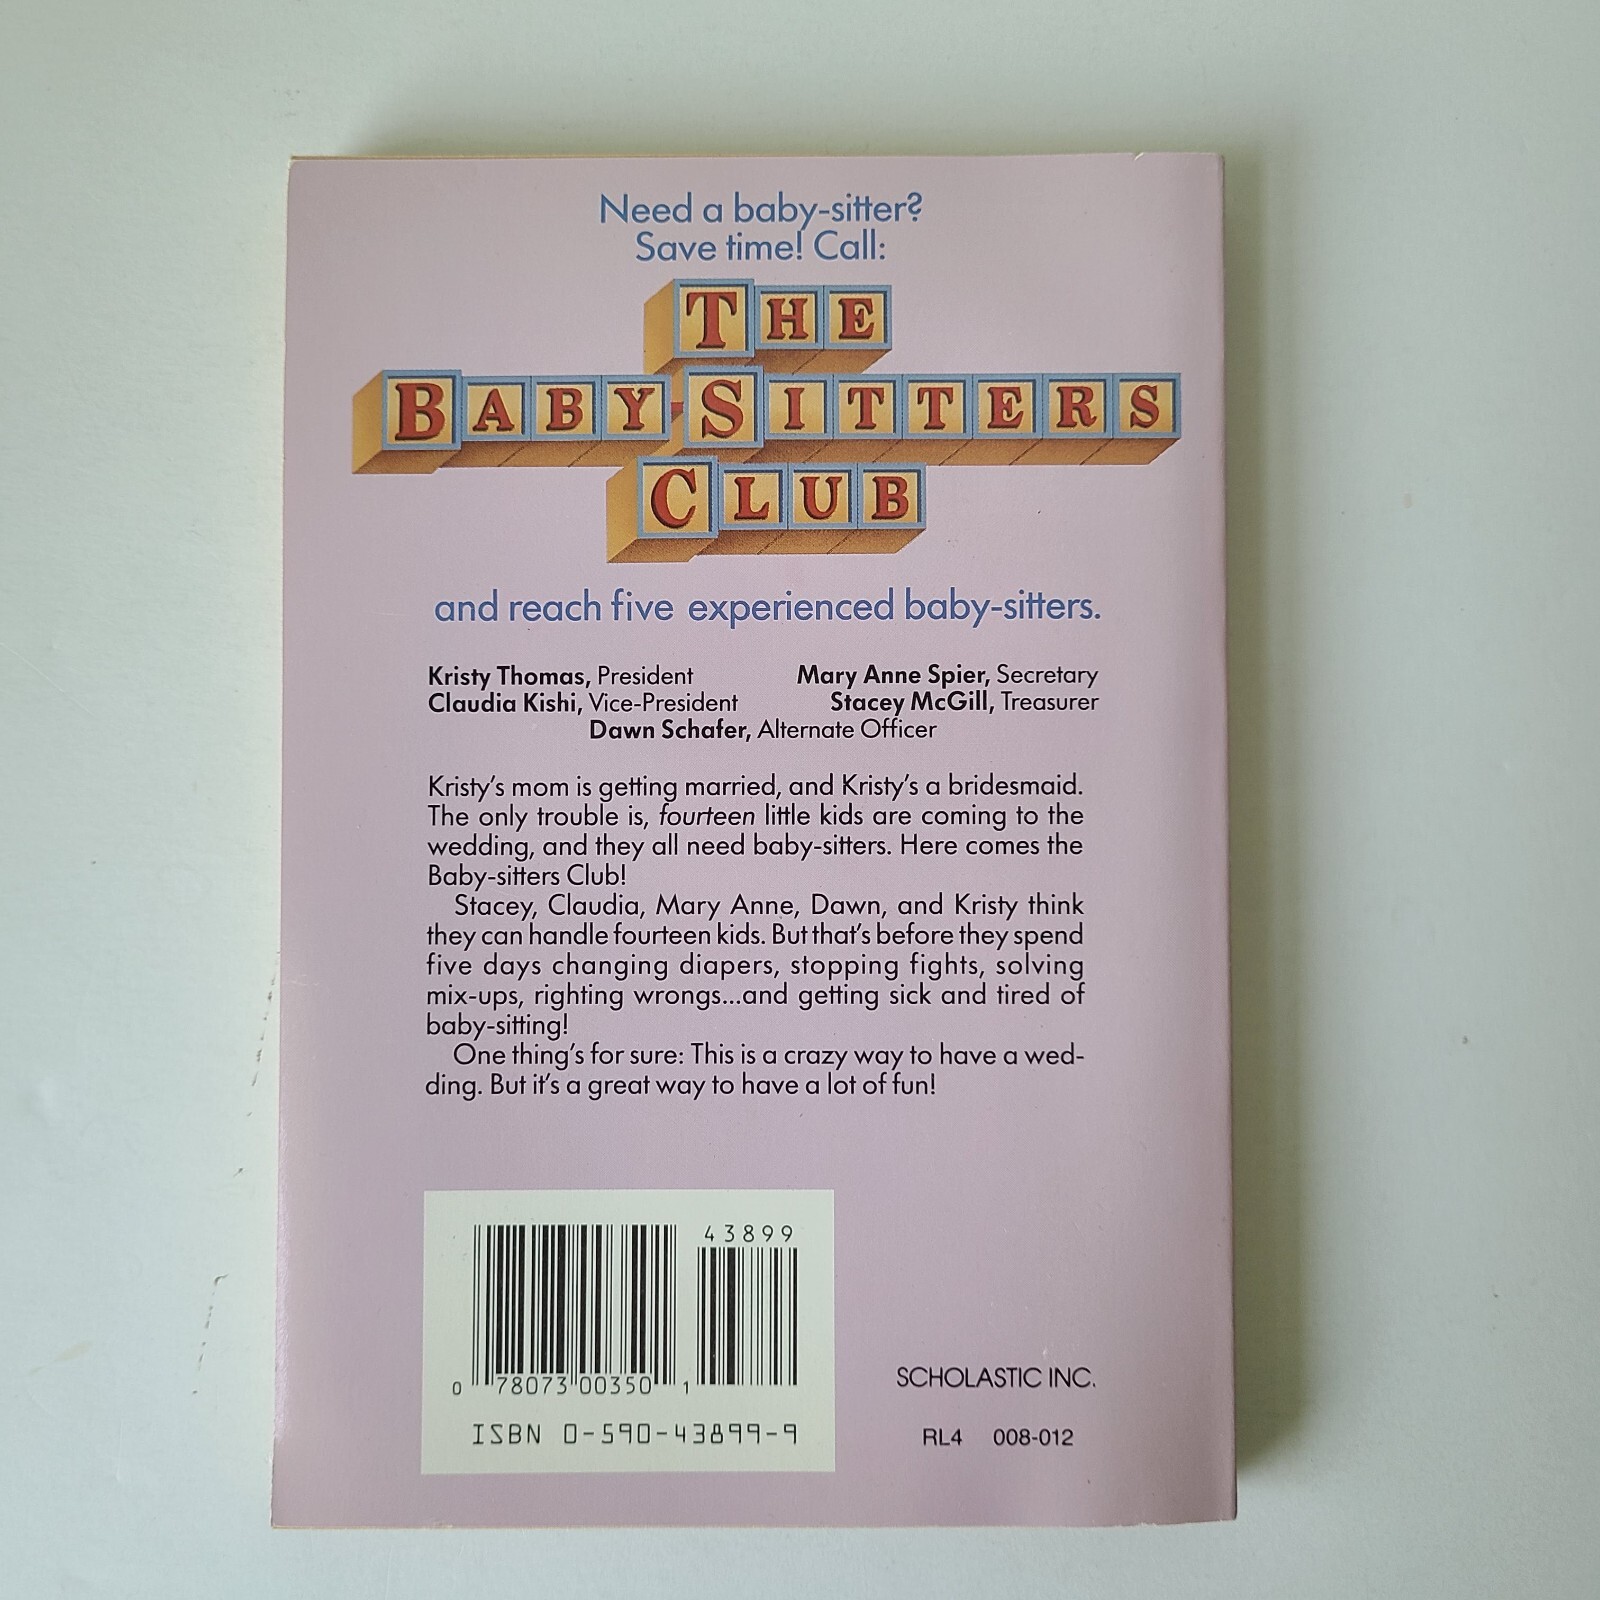 Need a baby-sitter?
Save time! Call:
THE
BABY SITTERS
CLUB
and reach five experienced baby-sitters.
Kristy Thomas, President Mary Anne Spier, Secretary
Claudia Kishi, Vice-President Stacey McGill, Treasurer
Dawn Schafer, Alternate Officer
Kristy's mom is getting married, and Kristy's a bridesmaid.
The only trouble is, fourteen little kids are coming to the
wedding, and they all need baby-sitters. Here comes the
Baby-sitters Club!
Stacey, Claudia, Mary Anne, Dawn, and Kristy think
they can handle fourteen kids. But that's before they spend
five days changing diapers, stopping fights, solving
mix-ups, righting wrongs...and getting sick and tired of
baby-sitting!
One thing's for sure: This is a crazy way to have a wed-
ding. But it's a great way to have a lot of fun!
43899
0 78073 00350 1
ISBN 0-590-43899-9
SCHOLASTIC INC.
RL4 008-012